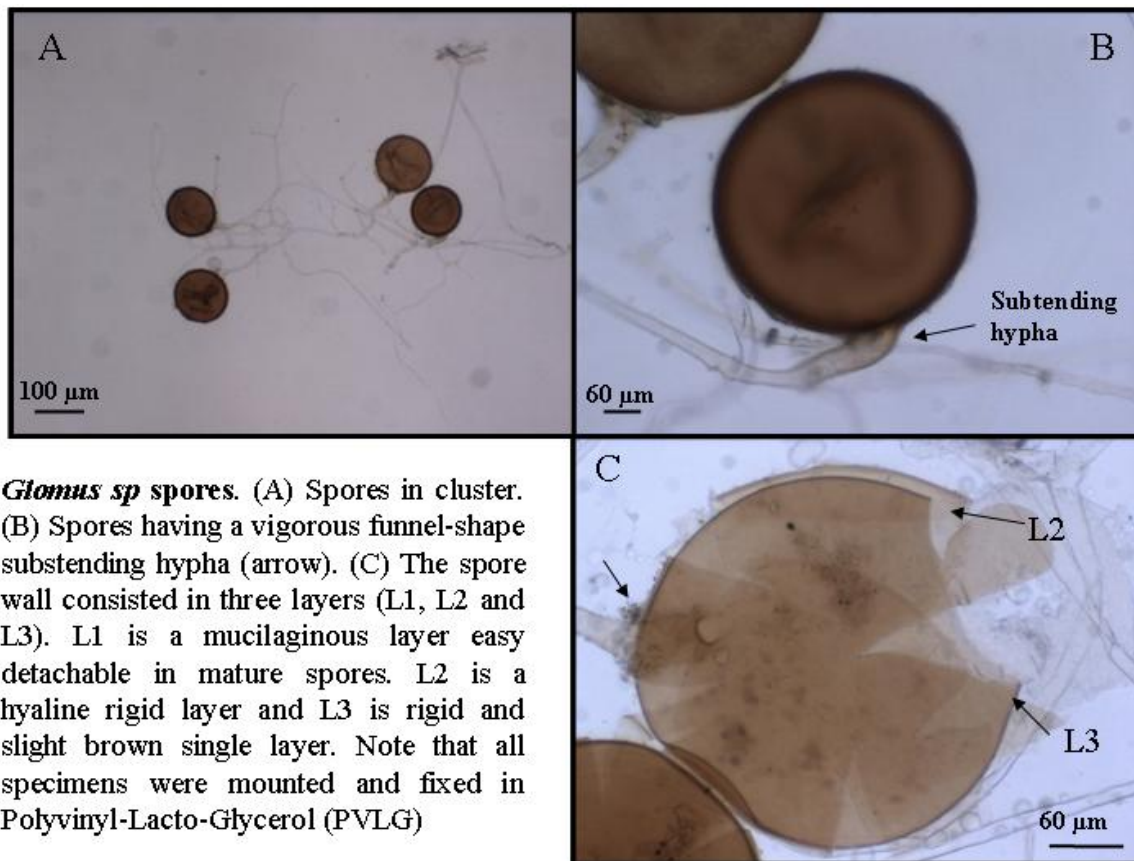 A
100 µm
B
Subtending
hypha
60 µm
Glomus sp spores. (A) Spores in cluster.
(B) Spores having a vigorous funnel-shape
substending hypha (arrow). (C) The spore
wall consisted in three layers (L1, L2 and
L3). L1 is a mucilaginous layer easy
detachable in mature spores. L2 is a
hyaline rigid layer and L3 is rigid and
slight brown single layer. Note that all
specimens were mounted and fixed in
Polyvinyl-Lacto-Glycerol (PVLG)
C
L2
L3
60 µm